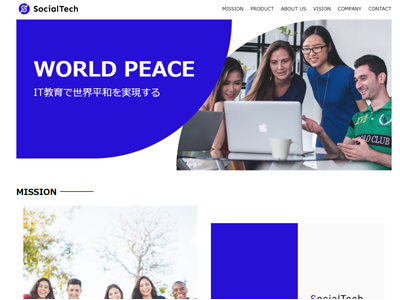 SocialTech
MISSION PRODUCT ABOUT US VISION COMPANY CONTACT
WORLD PEACE
IT教育で世界平和を実現する
MISSION
SocialTech